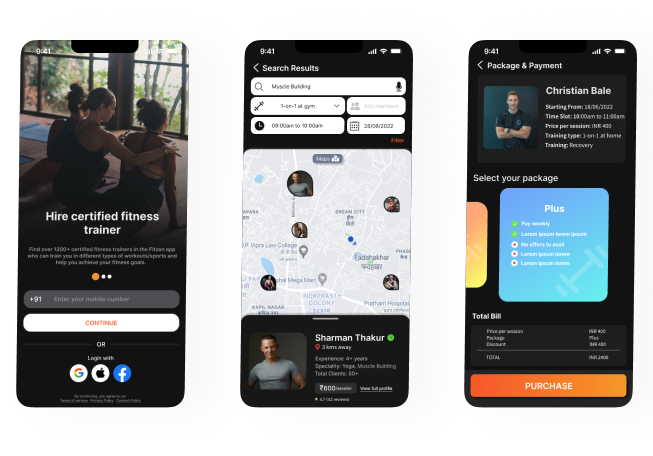 9:41
Hire certified fitness
trainer
Find over 1200+ certified fitness trainers in the Fitzen app
who can train you in different types of workouts/sports and
help you achieve your fitness goals.
+91 Enter your mobile number
CONTINUE
OR
Login with
By continuing, you agree to our
Terms of service Privacy Policy Content Policy
9:41
Search Results
Muscle Building
1-on-1 at gym Add members
09:00am to 10:00am 28/08/2022
Filter
Maps
APARA
DREAM CITY
P. Vipra Law College
Fadahakhar
INDRIPRASTH
COLONY
KAPIL NAGAR
Pratham Hospital
Sharman Thakur
3 kms away
Experience: 4+ years
Speciality: Yoga, Muscle Building
Total Clients: 50+
₹600/session View full profile
4.7 (42 reviews)
9:41
Package & Payment
Christian Bale
Starting From: 18/06/2022
Time Slot: 10:00am to 11:00am
Price per session: INR 400
Training type: 1-on-1 at home
Training: Recovery
Select your package
Plus
Pay weekly
Lorem ipsum lorem ipsum
No offers to avail
Lorem ipsum lorem
Lorem ipsum lorem
Total Bill
Price per session INR 400
Package Plus
Discount INR 400
TOTAL INR 2400
PURCHASE